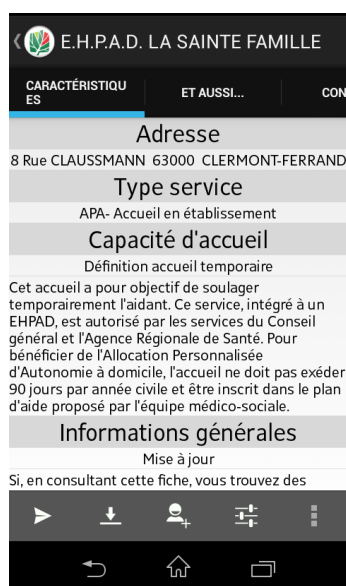 E.H.P.A.D. LA SAINTE FAMILLE
CARACTÉRISTIQU
ES
ET AUSSI...
CON
Adresse
8 Rue CLAUSSMANN 63000 CLERMONT-FERRAND
Type service
APA- Accueil en établissement
Capacité d'accueil
Définition accueil temporaire
Cet accueil a pour objectif de soulager
temporairement l'aidant. Ce service, intégré à un
EHPAD, est autorisé par les services du Conseil
général et l'Agence Régionale de Santé. Pour
bénéficier de l'Allocation Personnalisée
d'Autonomie à domicile, l'accueil ne doit pas exéder
90 jours par année civile et être inscrit dans le plan
d'aide proposé par l'équipe médico-sociale.
Informations générales
Mise à jour
Si, en consultant cette fiche, vous trouvez des